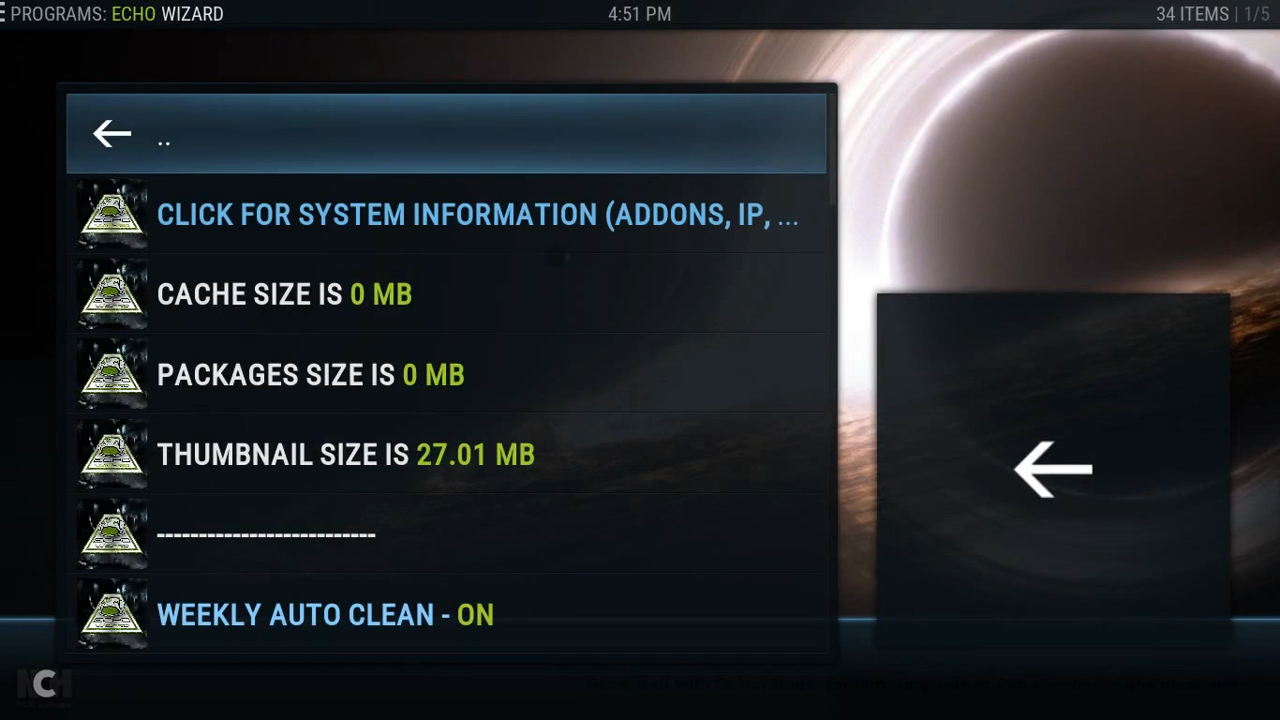 PROGRAMS: ECHO WIZARD
4:51 PM
34 ITEMS | 1/5
..
CLICK FOR SYSTEM INFORMATION (ADDONS, IP, ...
CACHE SIZE IS 0 MB
PACKAGES SIZE IS 0 MB
THUMBNAIL SIZE IS 27.01 MB
--------------------------
WEEKLY AUTO CLEAN - ON
NCH